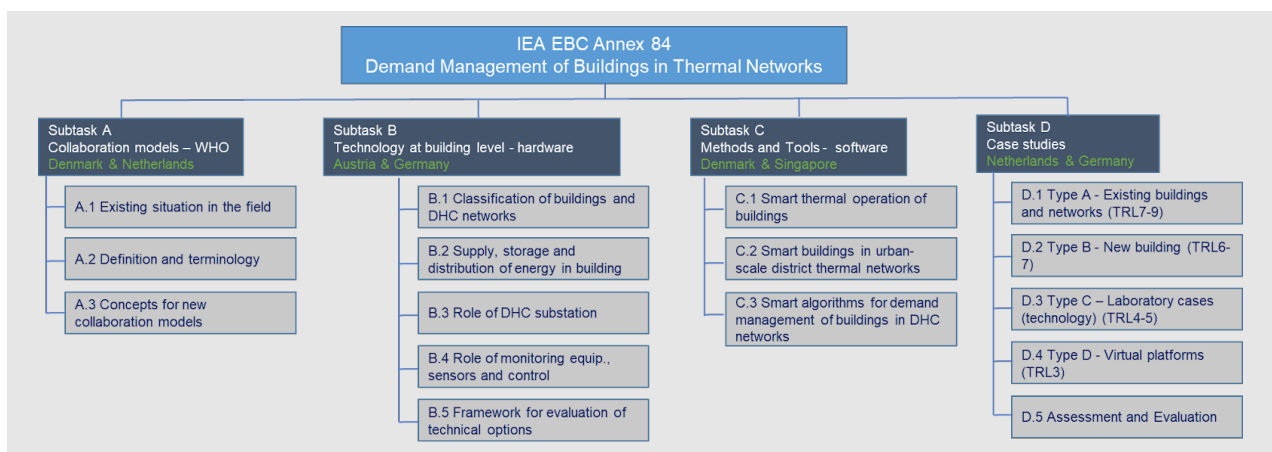 IEA EBC Annex 84
Demand Management of Buildings in Thermal Networks
Subtask A
Collaboration models – WHO
Denmark & Netherlands
A.1 Existing situation in the field
A.2 Definition and terminology
A.3 Concepts for new
collaboration models
Subtask B
Technology at building level - hardware
Austria & Germany
B.1 Classification of buildings and
DHC networks
B.2 Supply, storage and
distribution of energy in building
B.3 Role of DHC substation
B.4 Role of monitoring equip.,
sensors and control
B.5 Framework for evaluation of
technical options
Subtask C
Methods and Tools - software
Denmark & Singapore
C.1 Smart thermal operation of
buildings
C.2 Smart buildings in urban-
scale district thermal networks
C.3 Smart algorithms for demand
management of buildings in DHC
networks
Subtask D
Case studies
Netherlands & Germany
D.1 Type A - Existing buildings
and networks (TRL7-9)
D.2 Type B - New building (TRL6-
7)
D.3 Type C – Laboratory cases
(technology) (TRL4-5)
D.4 Type D - Virtual platforms
(TRL3)
D.5 Assessment and Evaluation